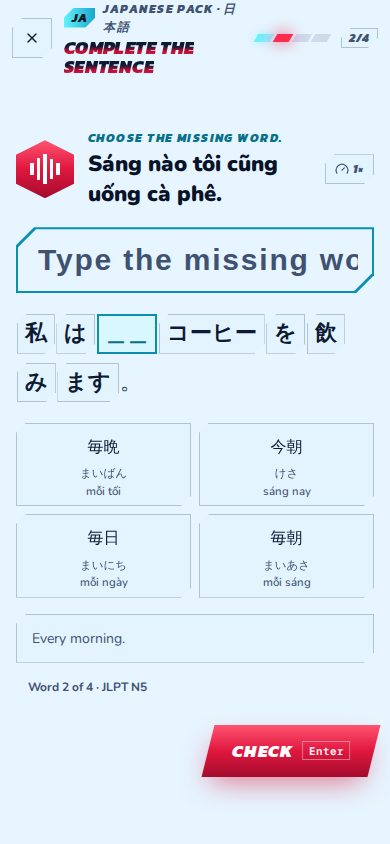 JA
JAPANESE PACK · 日本語
COMPLETE THE SENTENCE
2/4
CHOOSE THE MISSING WORD.
Sáng nào tôi cũng uống cà phê.
1×
Type the missing wo
私 は __ __ コーヒー を 飲
み ます 。
毎晩
まいばん
mỗi tối
今朝
けさ
sáng nay
毎日
まいにち
mỗi ngày
毎朝
まいあさ
mỗi sáng
Every morning.
Word 2 of 4 · JLPT N5
CHECK Enter